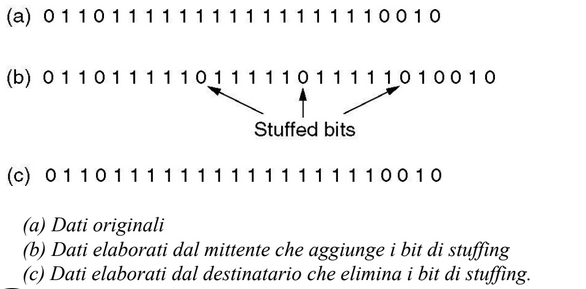 (a) 0 1 1 0 1 1 1 1 1 1 1 1 1 1 1 1 1 1 1 1 0 0 1 0
(b) 0 1 1 0 1 1 1 1 1 0 1 1 1 1 1 0 1 1 1 1 1 0 1 0 0 1 0
Stuffed bits
(c) 0 1 1 0 1 1 1 1 1 1 1 1 1 1 1 1 1 1 1 1 0 0 1 0
(a) Dati originali
(b) Dati elaborati dal mittente che aggiunge i bit di stuffing
(c) Dati elaborati dal destinatario che elimina i bit di stuffing.